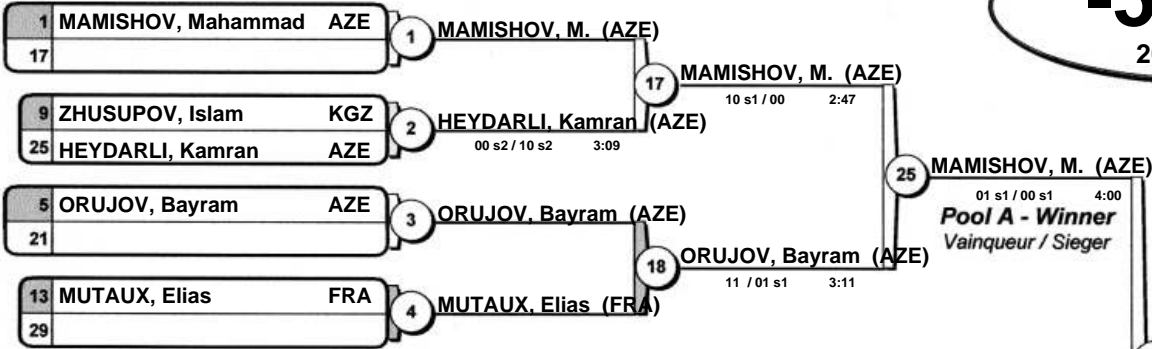 1 MAMISHOV, Mahammad AZE
17
1
MAMISHOV, M. (AZE)
9 ZHUSUPOV, Islam KGZ
25 HEYDARLI, Kamran AZE
2
HEYDARLI, Kamran (AZE)
00 s2 / 10 s2 3:09
17
MAMISHOV, M. (AZE)
10 s1 / 00 2:47
5 ORUJOV, Bayram AZE
21
3
ORUJOV, Bayram (AZE)
13 MUTAUX, Elias FRA
29
4
MUTAUX, Elias (FRA)
18
ORUJOV, Bayram (AZE)
11 / 01 s1 3:11
25
MAMISHOV, M. (AZE)
01 s1 / 00 s1 4:00
Pool A - Winner
Vainqueur / Sieger